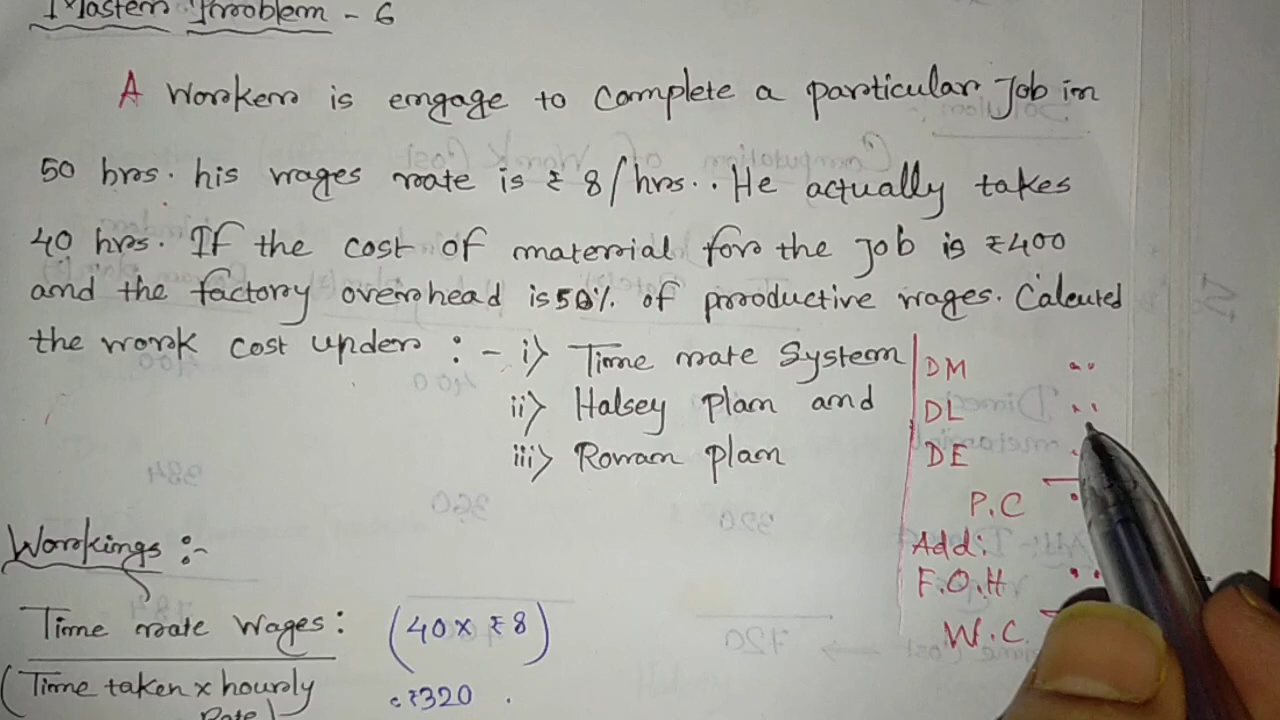 Master Problem - 6
A Worker is engage to Complete a particular Job in
50 hrs. his wages rate is ₹ 8/hrs.. He actually takes
40 hrs. If the cost of material for the job is ₹400
and the factory overhead is 50% of productive wages. Calculted
the work cost upder : - i) Time rate System
ii) Halsey plan and
iii) Rowan plan
DM
DL
DE
P.C
Add:
F.O.H
W.C.
Workings :-
Time rate wages : (40 x ₹8)
(Time taken x hourly
Rate) ₹320 .